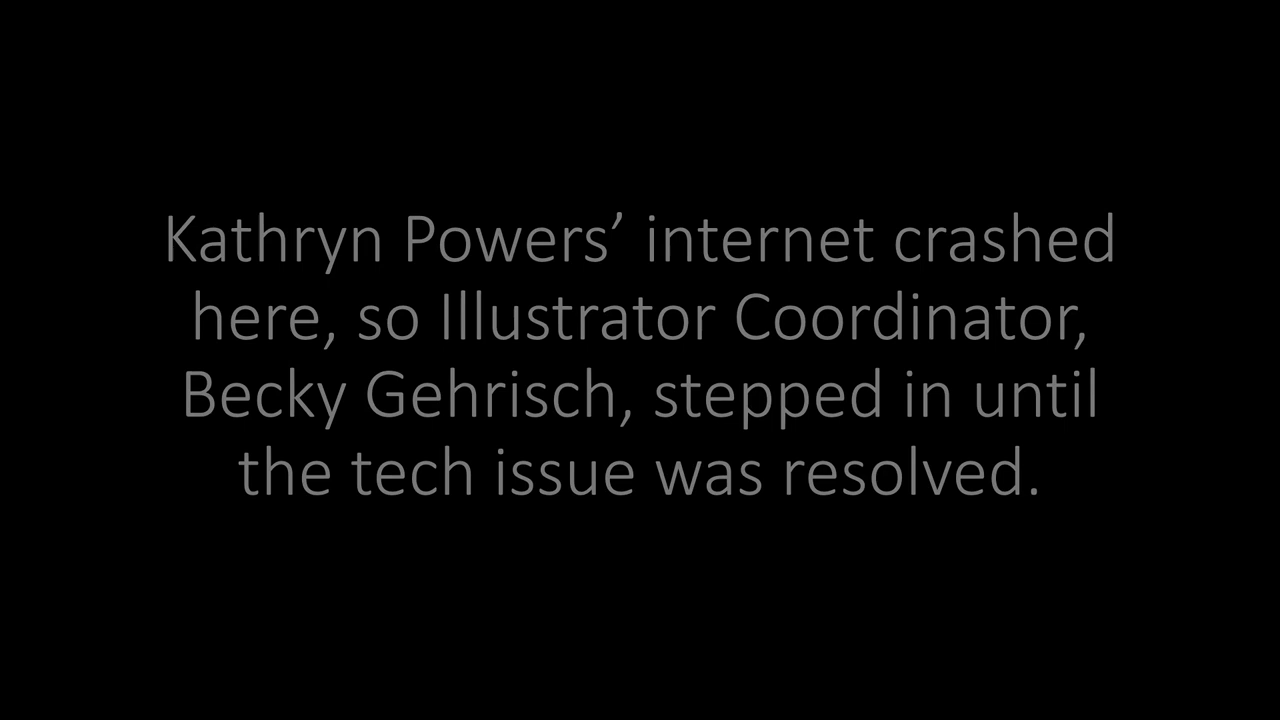 Kathryn Powers’ internet crashed
here, so Illustrator Coordinator,
Becky Gehrisch, stepped in until
the tech issue was resolved.